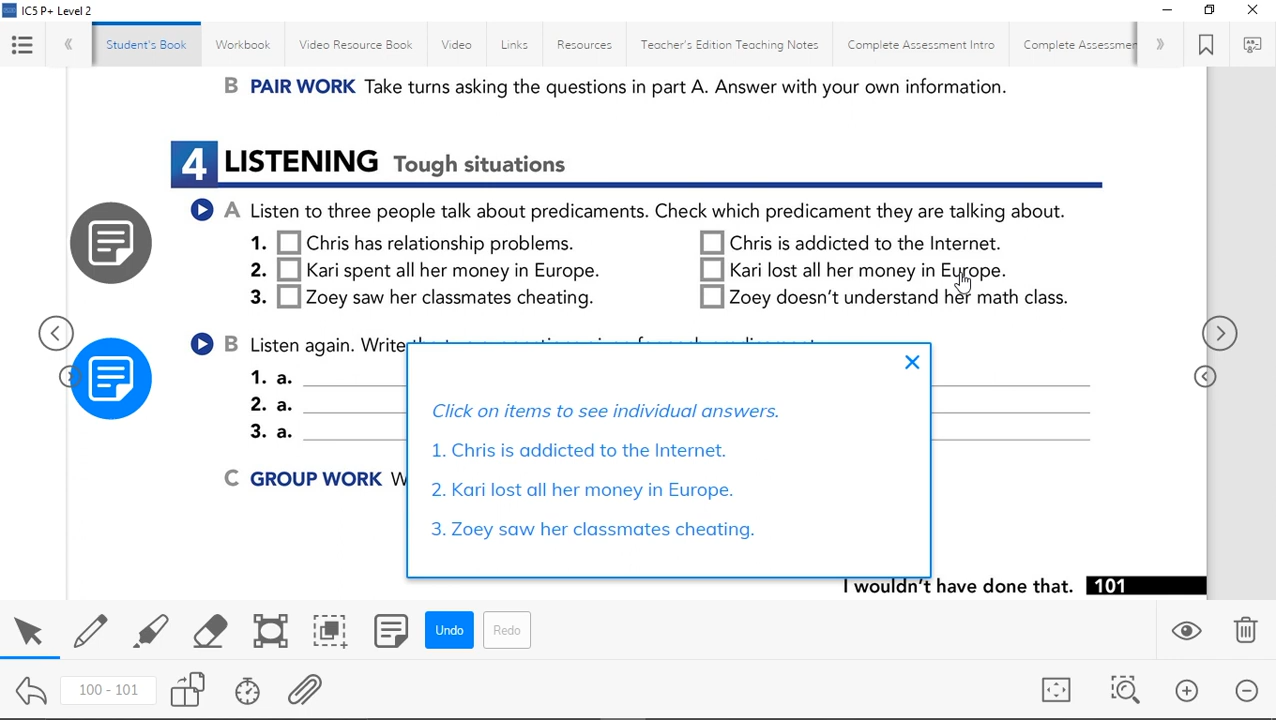 IC5 P+ Level 2
Student's Book Workbook Video Resource Book Video Links Resources Teacher's Edition Teaching Notes Complete Assessment Intro Complete
B PAIR WORK Take turns asking the questions in part A. Answer with your own information.
4 LISTENING Tough situations
A Listen to three people talk about predicaments. Check which predicament they are talking about.
1. Chris has relationship problems. Chris is addicted to the Internet.
2. Kari spent all her money in Europe. Kari lost all her money in Europe.
3. Zoey saw her classmates cheating. Zoey doesn't understand her math class.
B Listen again. Write
1. a.
2. a.
3. a.
C GROUP WORK
Click on items to see individual answers.
1. Chris is addicted to the Internet.
2. Kari lost all her money in Europe.
3. Zoey saw her classmates cheating.
I wouldn't have done that. 101
Undo Redo
100 - 101